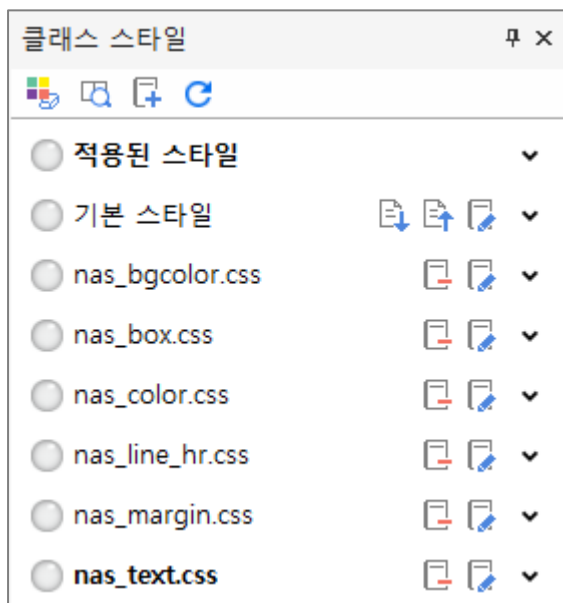 클래스 스타일
적용된 스타일
기본 스타일
nas_bgcolor.css
nas_box.css
nas_color.css
nas_line_hr.css
nas_margin.css
nas_text.css